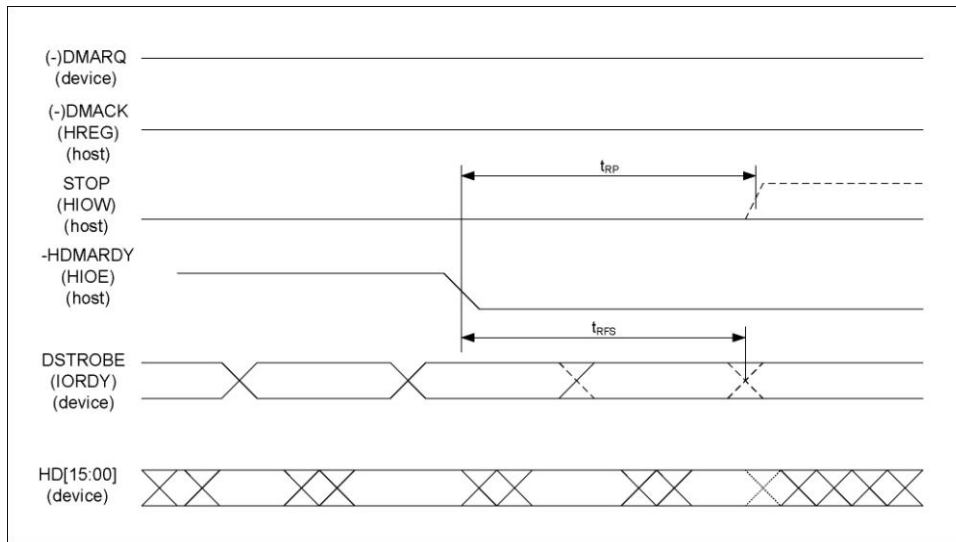 (-)DMARQ
(device)
(-)DMACK
(HREG)
(host)
STOP
(HIOW)
(host)
tRP
-HDMARDY
(HIOE)
(host)
tRFS
DSTROBE
(IORDY)
(device)
HD[15:00]
(device)